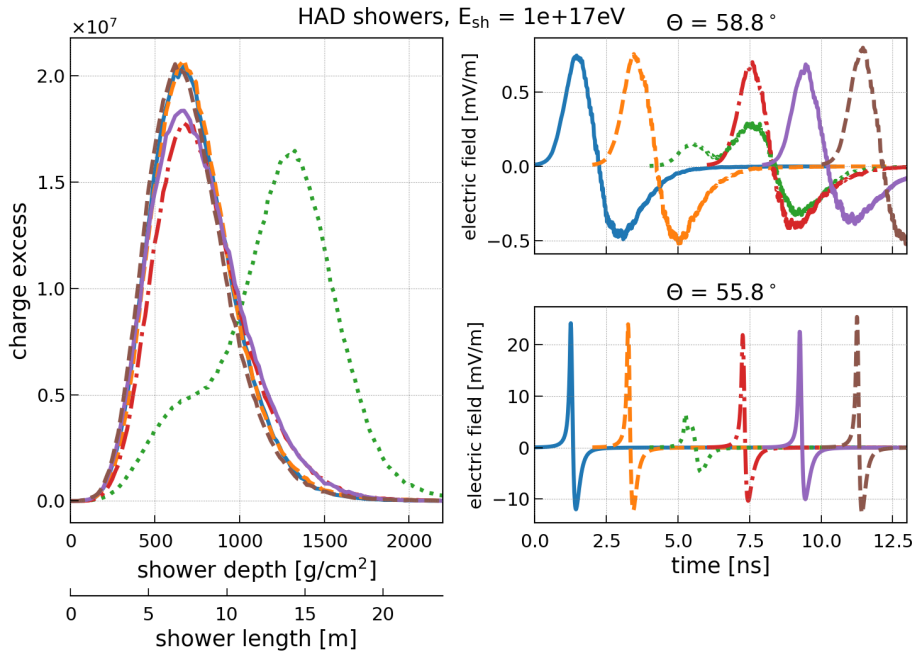 HAD showers, E_sh = 1e+17eV
×10⁷
2.0
1.5
1.0
0.5
0.0
charge excess
0 500 1000 1500 2000
shower depth [g/cm²]
0 5 10 15 20
shower length [m]
Θ = 58.8°
0.5
0.0
−0.5
electric field [mV/m]
Θ = 55.8°
20
10
0
−10
electric field [mV/m]
0.0 2.5 5.0 7.5 10.0 12.5
time [ns]